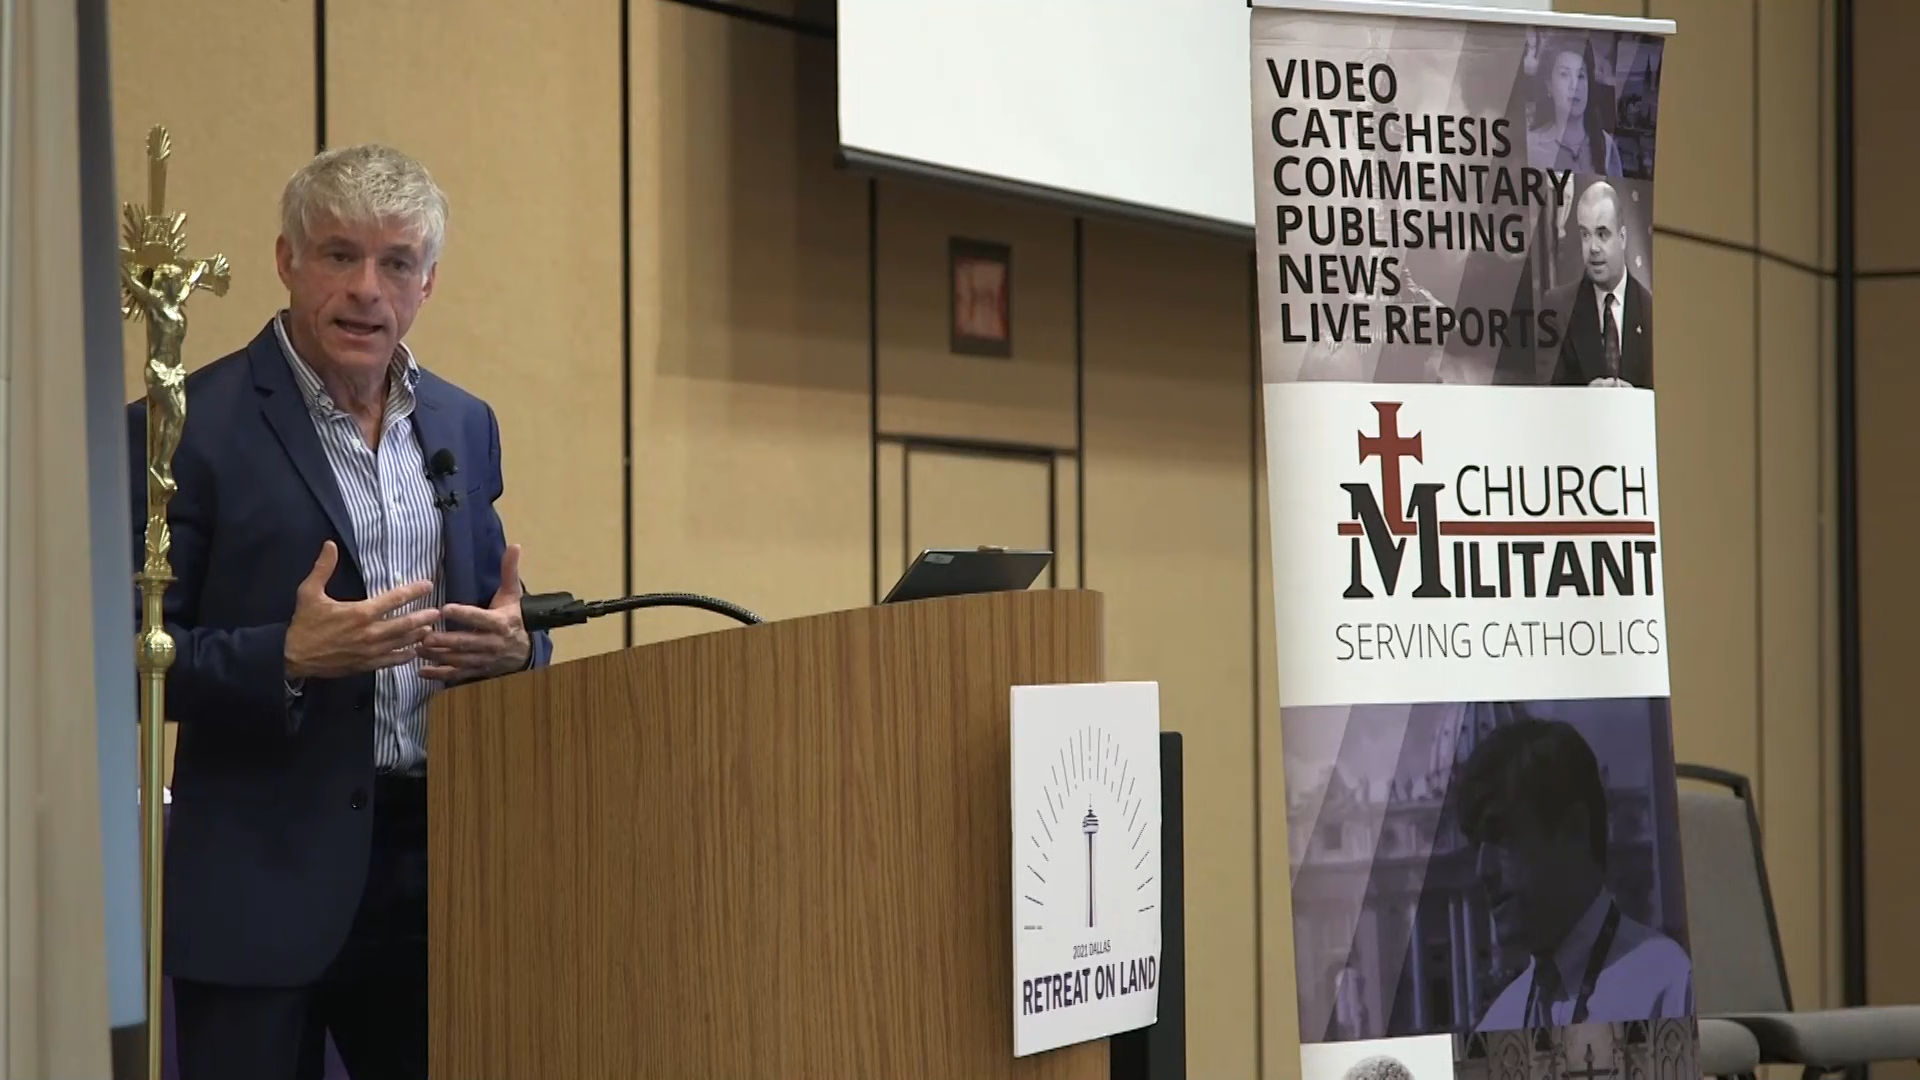 VIDEO
CATECHESIS
COMMENTARY
PUBLISHING
NEWS
LIVE REPORTS
CHURCH
MILITANT
SERVING CATHOLICS
2021 DALLAS
RETREAT ON LAND